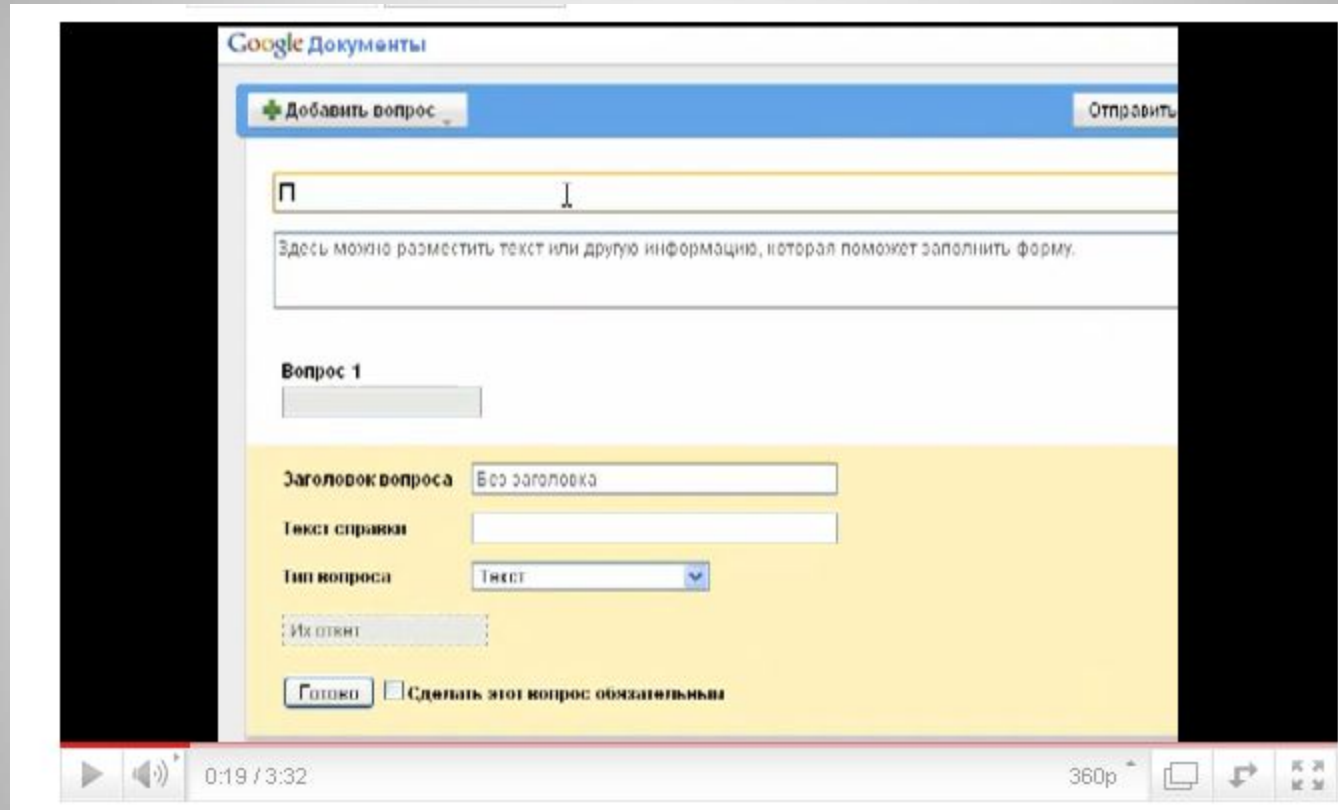 Google Документы
Добавить вопрос
Отправить
П
Здесь можно разместить текст или другую информацию, которая поможет заполнить форму.
Вопрос 1
Заголовок вопроса Без заголовка
Текст справки
Тип вопроса Текст
Их ответ
Готово Сделать этот вопрос обязательным
0:19 / 3:32 360p